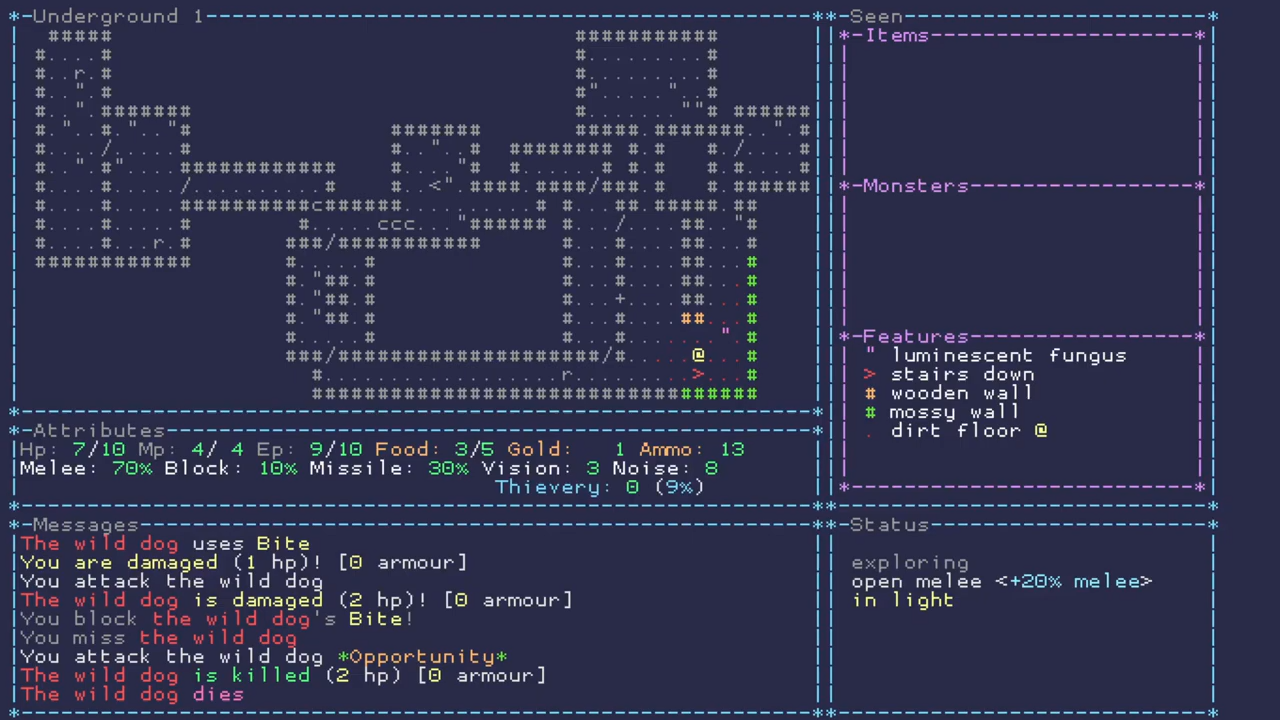 Underground 1
Attributes
Hp: 7/10 Mp: 4/ 4 Ep: 9/10 Food: 3/5 Gold: 1 Ammo: 13
Melee: 70% Block: 10% Missile: 30% Vision: 3 Noise: 8
Thievery: 0 (9%)
Messages
The wild dog uses Bite
You are damaged (1 hp)! [0 armour]
You attack the wild dog
The wild dog is damaged (2 hp)! [0 armour]
You block the wild dog's Bite!
You miss the wild dog
You attack the wild dog *Opportunity*
The wild dog is killed (2 hp) [0 armour]
The wild dog dies
Seen
Items
Monsters
Features
" luminescent fungus
> stairs down
# wooden wall
# mossy wall
. dirt floor @
Status
exploring
open melee <+20% melee>
in light